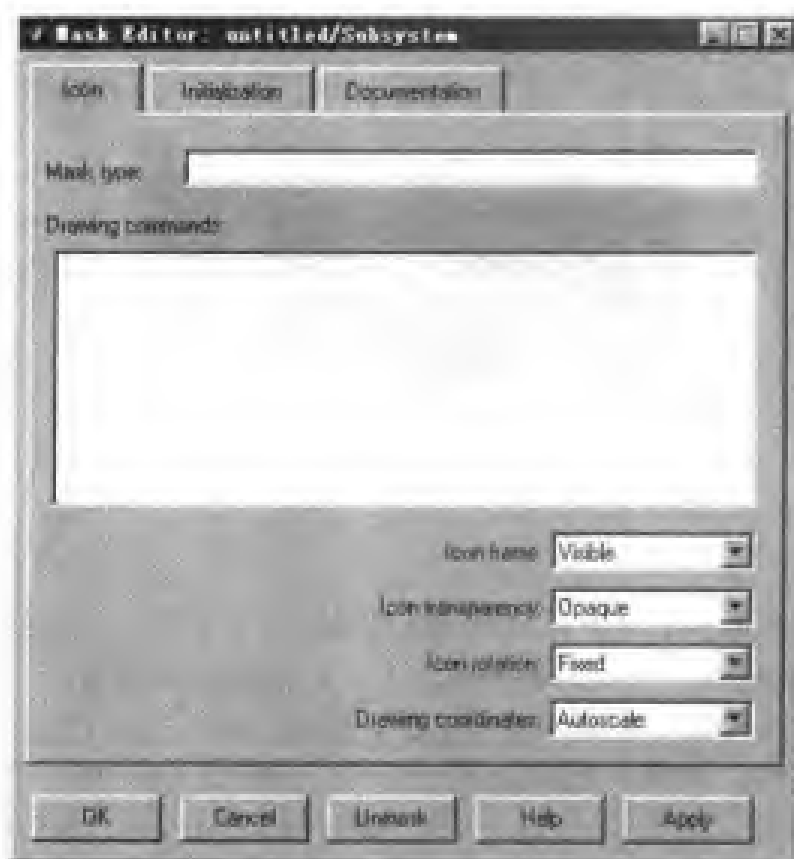 Mask Editor: untitled/Subsystem
Icon Initialization Documentation
Mask type:
Drawing commands:
Icon frame: Visible
Icon transparency: Opaque
Icon rotation: Fixed
Drawing coordinates: Autoscale
OK Cancel Unmask Help Apply